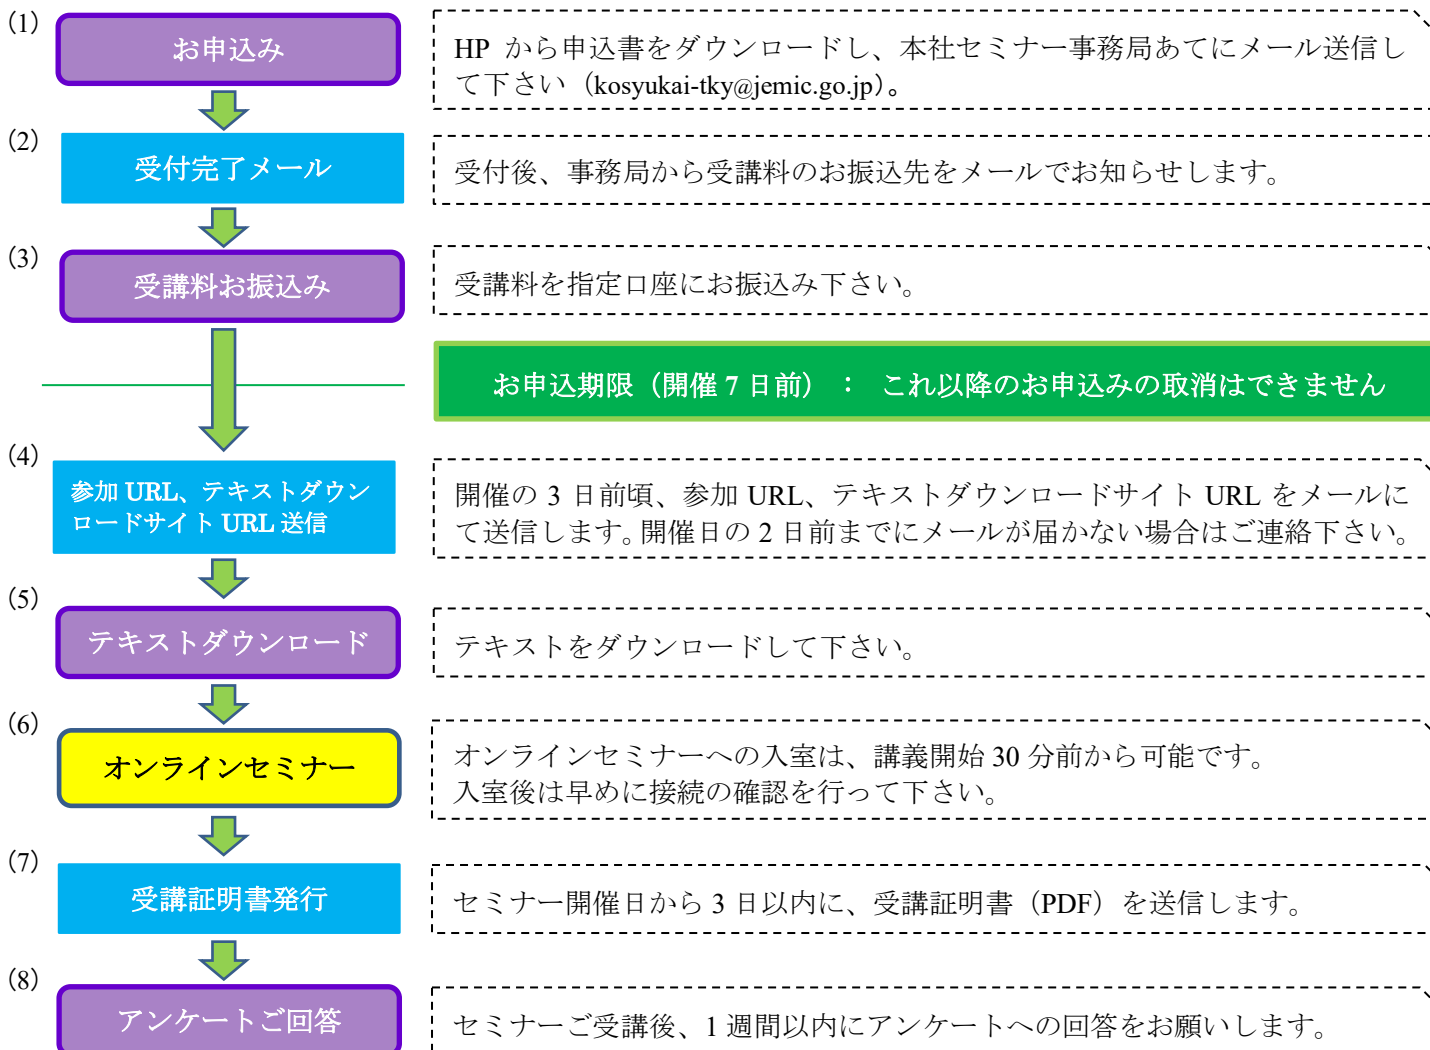 (1)
お申込み
HP から申込書をダウンロードし、本社セミナー事務局あてにメール送信し
て下さい（kosyukai-tky@jemic.go.jp）。
(2)
受付完了メール
受付後、事務局から受講料のお振込先をメールでお知らせします。
(3)
受講料お振込み
受講料を指定口座にお振込み下さい。
お申込期限（開催 7 日前）： これ以降のお申込みの取消はできません
(4)
参加 URL、テキストダウン
ロードサイト URL 送信
開催の 3 日前頃、参加 URL、テキストダウンロードサイト URL をメールに
て送信します。開催日の 2 日前までにメールが届かない場合はご連絡下さい。
(5)
テキストダウンロード
テキストをダウンロードして下さい。
(6)
オンラインセミナー
オンラインセミナーへの入室は、講義開始 30 分前から可能です。
入室後は早めに接続の確認を行って下さい。
(7)
受講証明書発行
セミナー開催日から 3 日以内に、受講証明書（PDF）を送信します。
(8)
アンケートご回答
セミナーご受講後、1 週間以内にアンケートへの回答をお願いします。